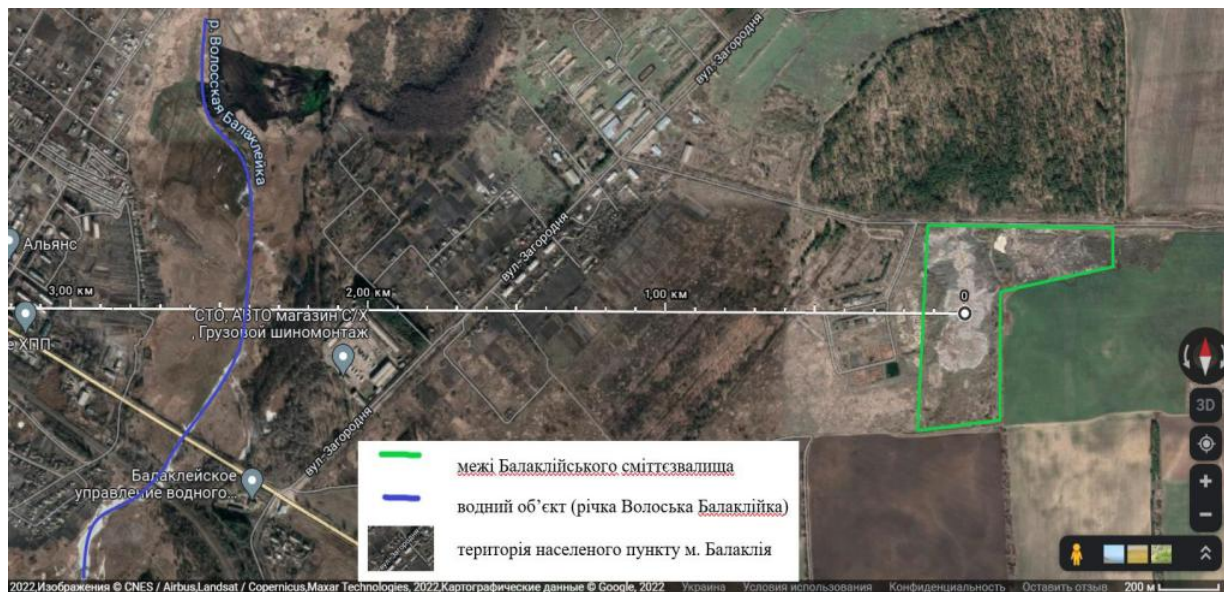 р. Волосская Балаклейка
вул. Загородня
вул. Загородня
вул. Загородня
Альянс
3,00 км
2,00 км
1,00 км
0
СТО, АВТО магазин С/Х
, Грузовой шиномонтаж
е ХПП
Балаклейское
управление водного...
межі Балаклійського сміттєзвалища
водний об’єкт (річка Волоська Балаклійка)
територія населеного пункту м. Балаклія
3D
2022,Изображения © CNES / Airbus,Landsat / Copernicus,Maxar Technologies, 2022,Картографические данные © Google, 2022 Украина Условия использования Конфиденциальность Оставить отзыв 200 м